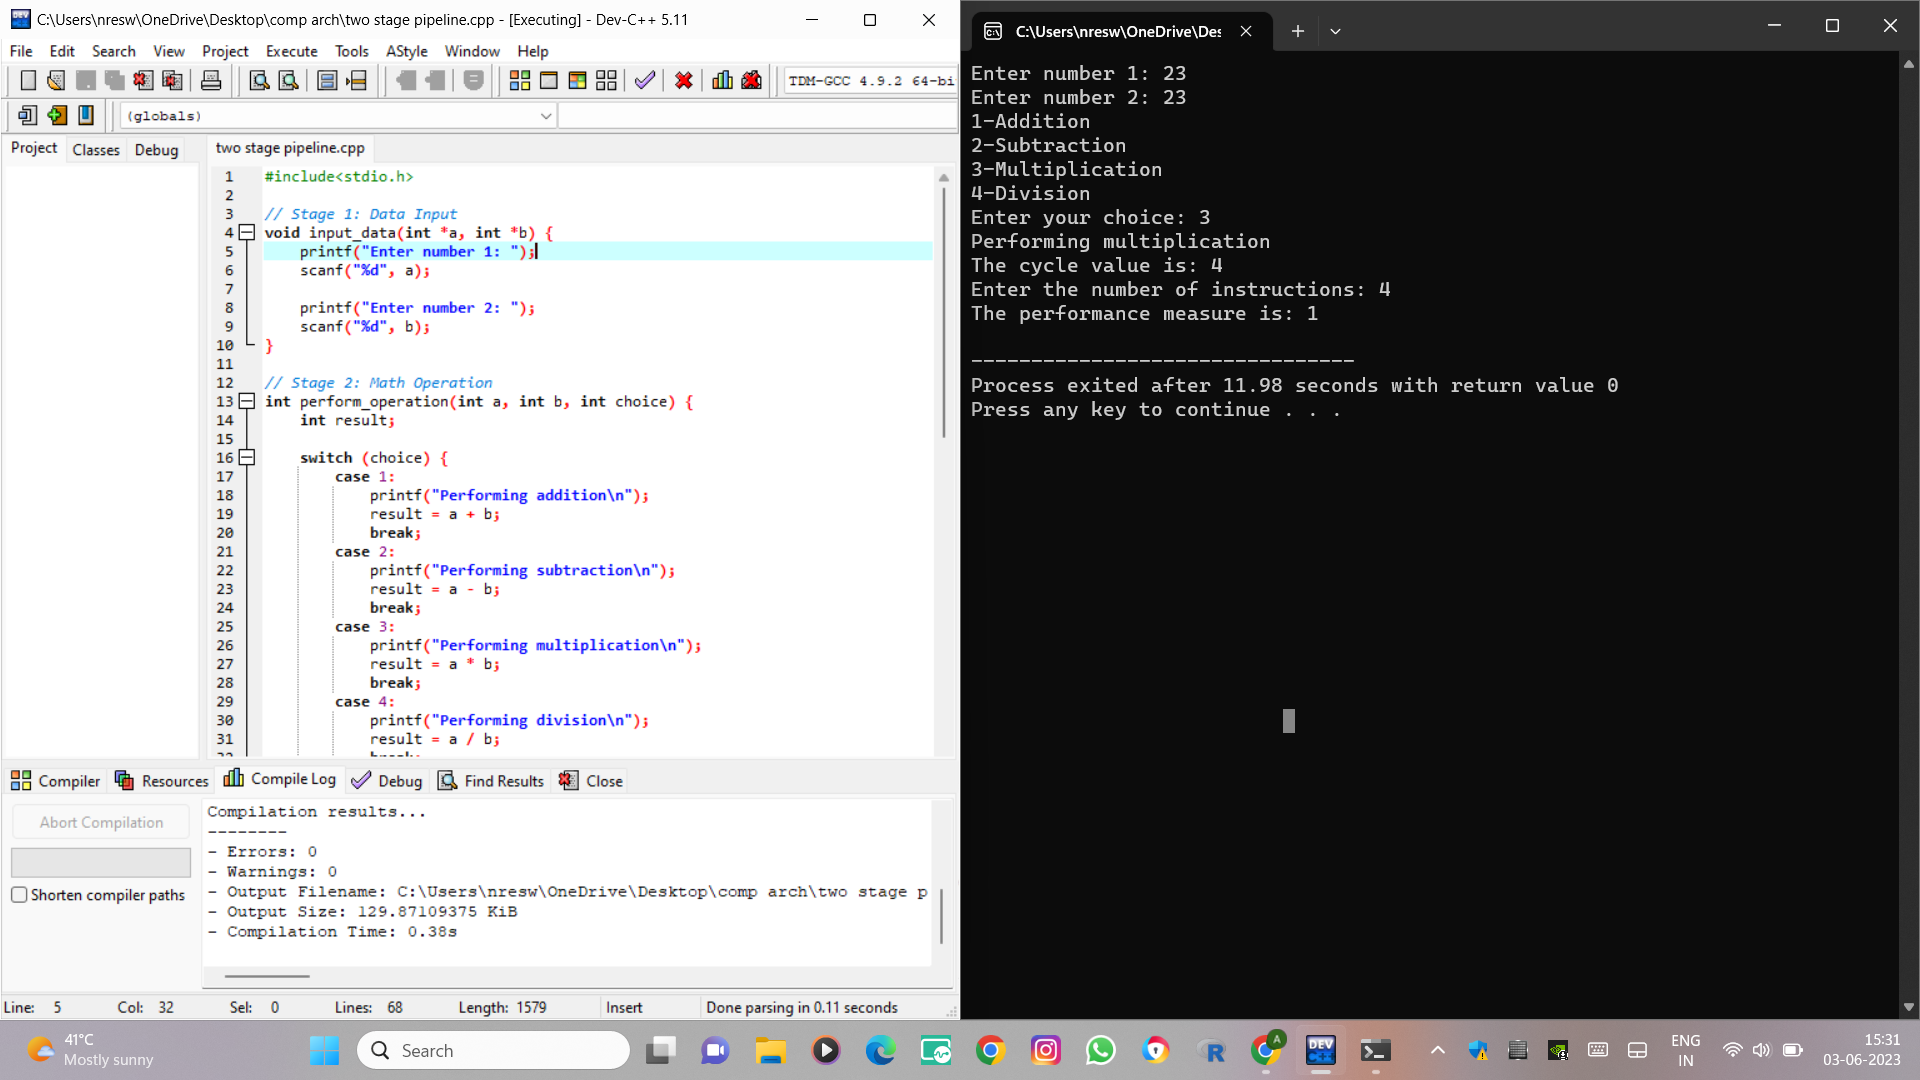 C:\Users\nresw\OneDrive\Desktop\comp arch\two stage pipeline.cpp - [Executing] - Dev-C++ 5.11
File Edit Search View Project Execute Tools AStyle Window Help
TDM-GCC 4.9.2 64-bi
(globals)
Project Classes Debug
two stage pipeline.cpp
1 #include<stdio.h>
2
3 // Stage 1: Data Input
4 void input_data(int *a, int *b) {
5 printf("Enter number 1: ");
6 scanf("%d", a);
7
8 printf("Enter number 2: ");
9 scanf("%d", b);
10 }
11
12 // Stage 2: Math Operation
13 int perform_operation(int a, int b, int choice) {
14 int result;
15
16 switch (choice) {
17 case 1:
18 printf("Performing addition\n");
19 result = a + b;
20 break;
21 case 2:
22 printf("Performing subtraction\n");
23 result = a - b;
24 break;
25 case 3:
26 printf("Performing multiplication\n");
27 result = a * b;
28 break;
29 case 4:
30 printf("Performing division\n");
31 result = a / b;
Compiler Resources Compile Log Debug Find Results Close
Abort Compilation
Shorten compiler paths
Compilation results...
--------
- Errors: 0
- Warnings: 0
- Output Filename: C:\Users\nresw\OneDrive\Desktop\comp arch\two stage p
- Output Size: 129.87109375 KiB
- Compilation Time: 0.38s
Line: 5 Col: 32 Sel: 0 Lines: 68 Length: 1579 Insert Done parsing in 0.11 seconds
C:\Users\nresw\OneDrive\Des
Enter number 1: 23
Enter number 2: 23
1-Addition
2-Subtraction
3-Multiplication
4-Division
Enter your choice: 3
Performing multiplication
The cycle value is: 4
Enter the number of instructions: 4
The performance measure is: 1
--------------------------------
Process exited after 11.98 seconds with return value 0
Press any key to continue . . .
41°C
Mostly sunny
Search
A
R
DEV
ENG
IN
15:31
03-06-2023